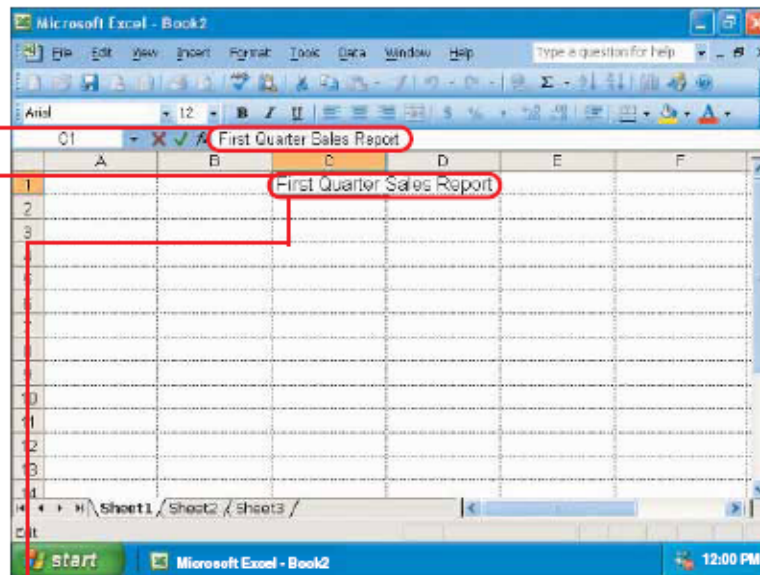 Microsoft Excel - Book2
File Edit View Insert Format Tools Data Window Help Type a question for help
Arial 12 B I U $ %
C1 fx First Quarter Sales Report
A B C D E F
1 First Quarter Sales Report
2
3
4
5
6
7
8
9
10
11
12
13
14
Sheet1 Sheet2 Sheet3
Edit
start Microsoft Excel - Book2 12:00 PM